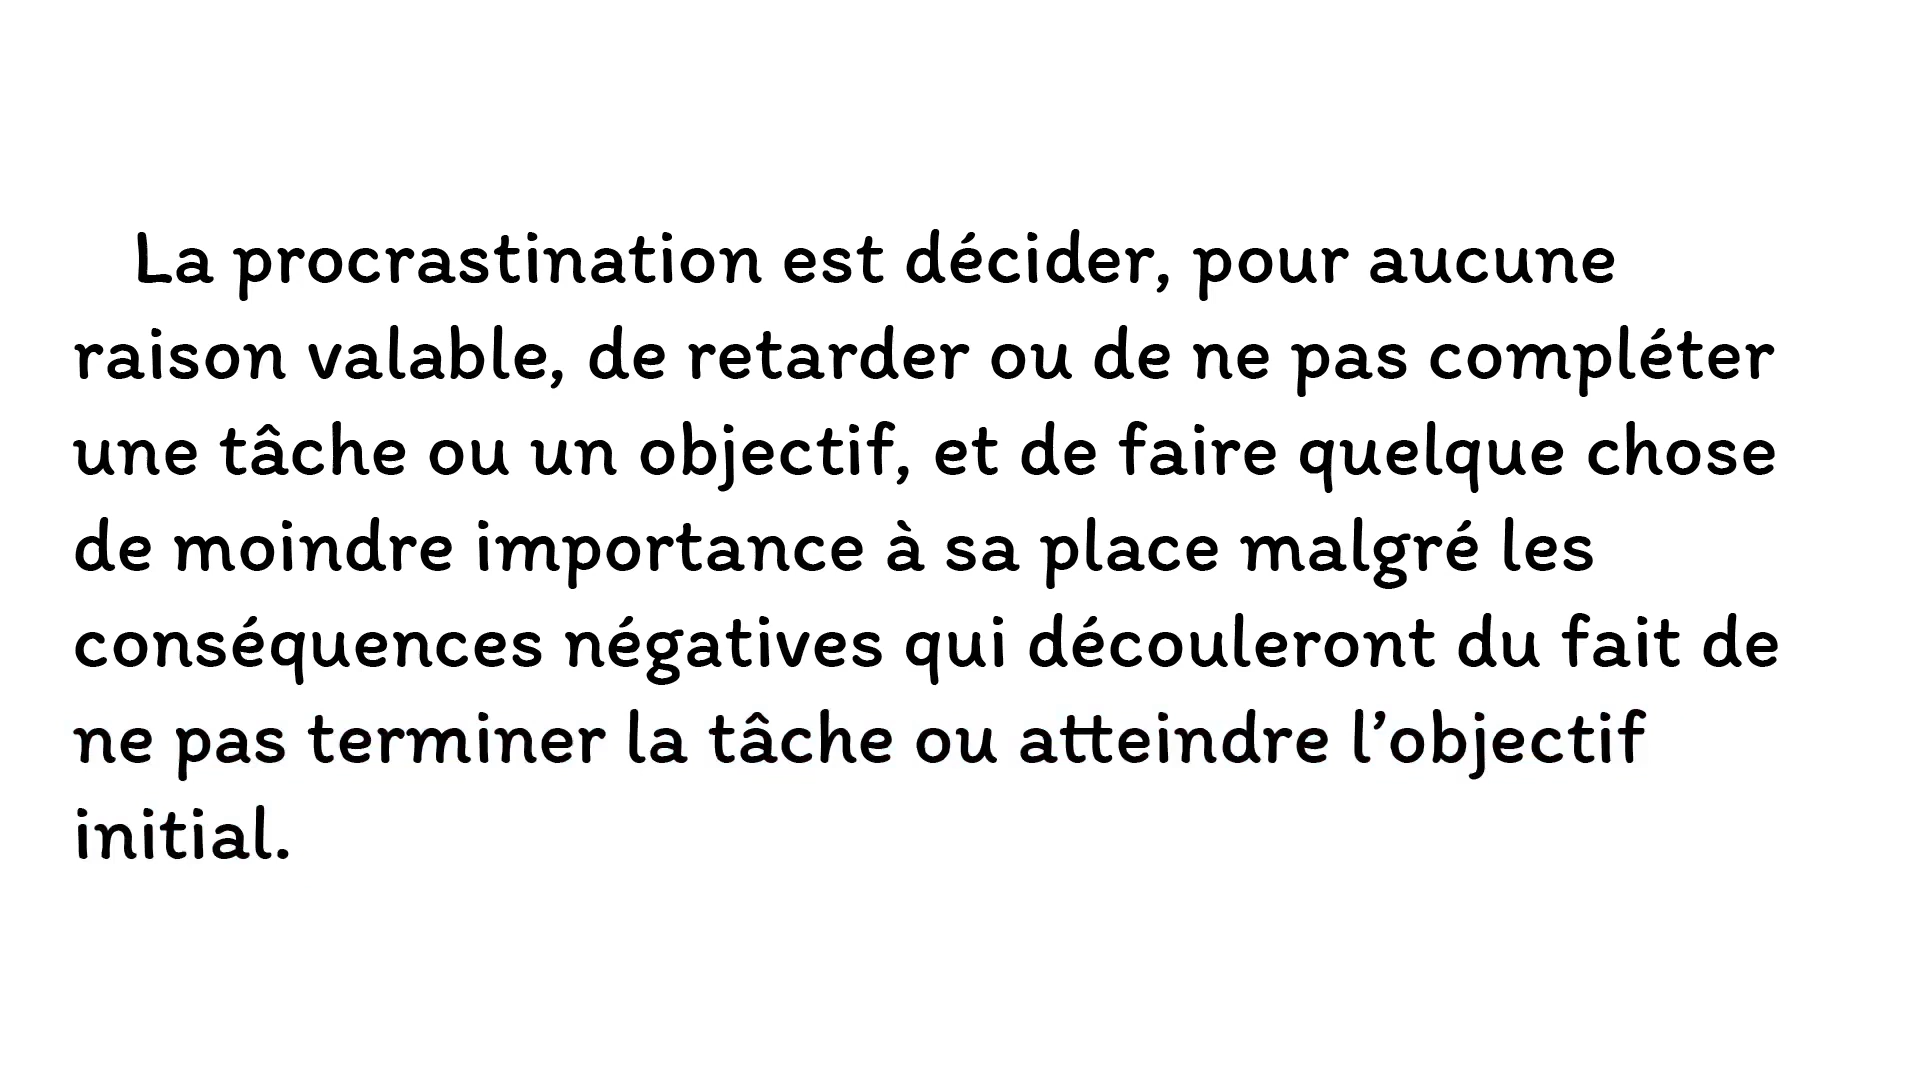 La procrastination est décider, pour aucune
raison valable, de retarder ou de ne pas compléter
une tâche ou un objectif, et de faire quelque chose
de moindre importance à sa place malgré les
conséquences négatives qui découleront du fait de
ne pas terminer la tâche ou atteindre l’objectif
initial.